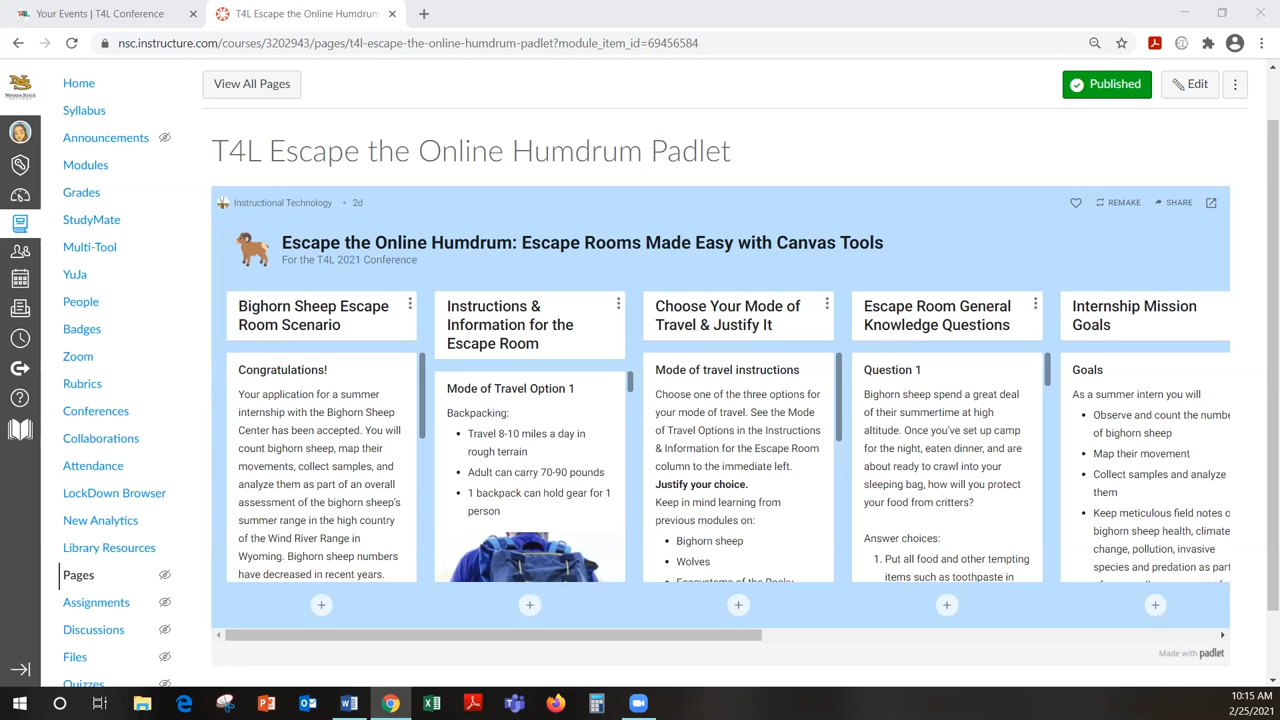 Your Events | T4L Conference
T4L Escape the Online Humdrum
nsc.instructure.com/courses/3202943/pages/t4l-escape-the-online-humdrum-padlet?module_item_id=69456584
Home
Syllabus
Announcements
Modules
Grades
StudyMate
Multi-Tool
YuJa
People
Badges
Zoom
Rubrics
Conferences
Collaborations
Attendance
LockDown Browser
New Analytics
Library Resources
Pages
Assignments
Discussions
Files
Quizzes
View All Pages
Published
Edit
T4L Escape the Online Humdrum Padlet
Instructional Technology • 2d
REMAKE
SHARE
Escape the Online Humdrum: Escape Rooms Made Easy with Canvas Tools
For the T4L 2021 Conference
Bighorn Sheep Escape
Room Scenario
Congratulations!
Your application for a summer
internship with the Bighorn Sheep
Center has been accepted. You will
count bighorn sheep, map their
movements, collect samples, and
analyze them as part of an overall
assessment of the bighorn sheep's
summer range in the high country
of the Wind River Range in
Wyoming. Bighorn sheep numbers
have decreased in recent years.
Instructions &
Information for the
Escape Room
Mode of Travel Option 1
Backpacking:
• Travel 8-10 miles a day in
rough terrain
• Adult can carry 70-90 pounds
• 1 backpack can hold gear for 1
person
Choose Your Mode of
Travel & Justify It
Mode of travel instructions
Choose one of the three options for
your mode of travel. See the Mode
of Travel Options in the Instructions
& Information for the Escape Room
column to the immediate left.
Justify your choice.
Keep in mind learning from
previous modules on:
• Bighorn sheep
• Wolves
• Ecosystems of the Rocky
Escape Room General
Knowledge Questions
Question 1
Bighorn sheep spend a great deal
of their summertime at high
altitude. Once you've set up camp
for the night, eaten dinner, and are
about ready to crawl into your
sleeping bag, how will you protect
your food from critters?
Answer choices:
1. Put all food and other tempting
items such as toothpaste in
Internship Mission
Goals
Goals
As a summer intern you will
• Observe and count the numbe
of bighorn sheep
• Map their movement
• Collect samples and analyze
them
• Keep meticulous field notes o
bighorn sheep health, climate
change, pollution, invasive
species and predation as part
Made with padlet
10:15 AM
2/25/2021